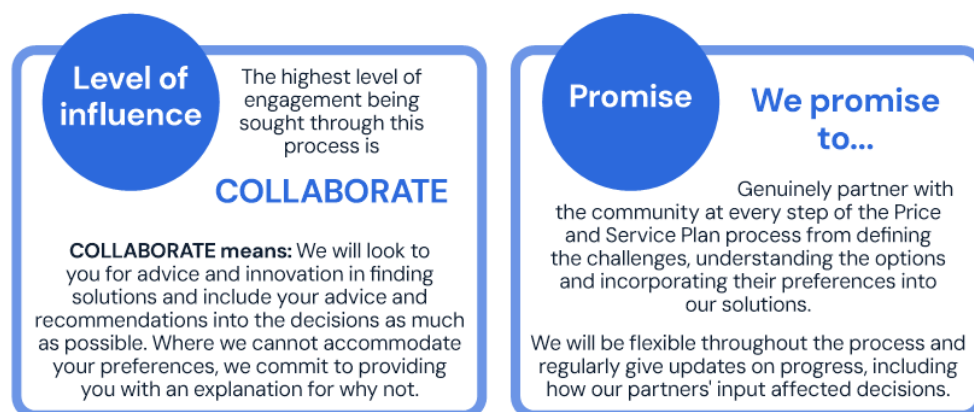 Level of
influence
The highest level of
engagement being
sought through this
process is
COLLABORATE
COLLABORATE means: We will look to
you for advice and innovation in finding
solutions and include your advice and
recommendations into the decisions as much
as possible. Where we cannot accommodate
your preferences, we commit to providing
you with an explanation for why not.
Promise
We promise
to...
Genuinely partner with
the community at every step of the Price
and Service Plan process from defining
the challenges, understanding the options
and incorporating their preferences into
our solutions.
We will be flexible throughout the process and
regularly give updates on progress, including
how our partners' input affected decisions.